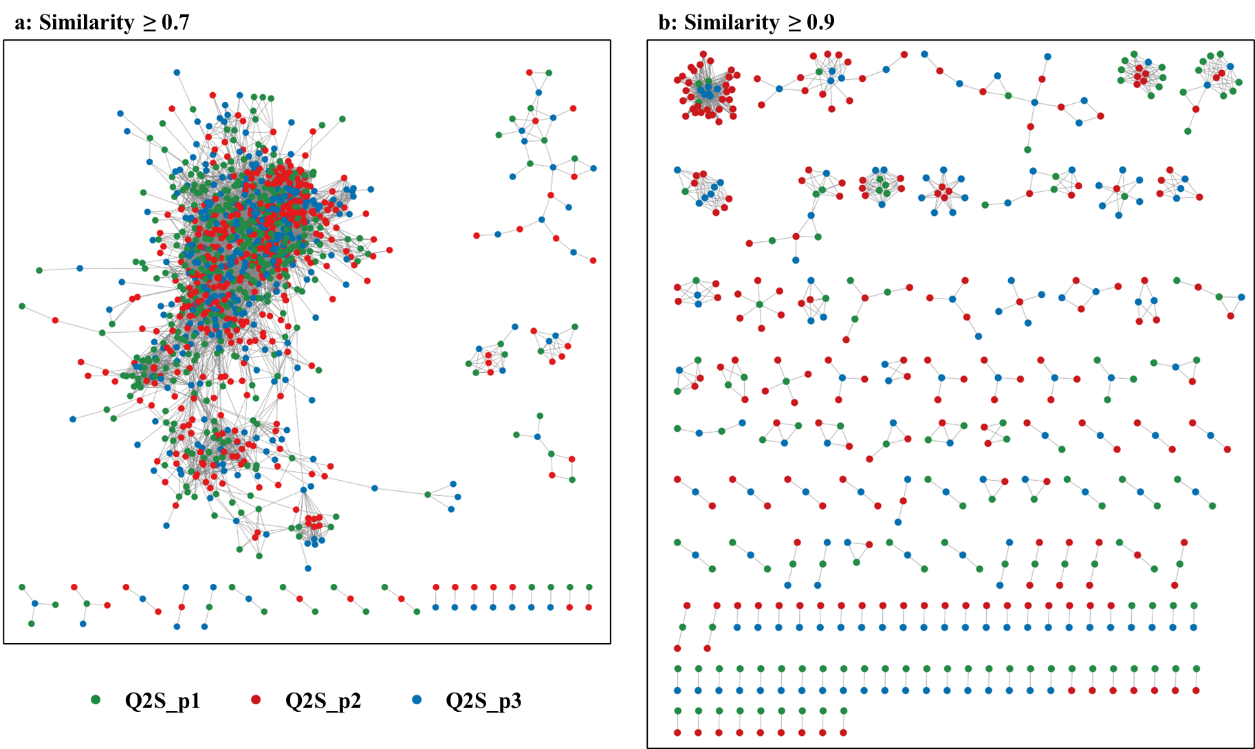 a: Similarity ≥ 0.7
b: Similarity ≥ 0.9
Q2S_p1
Q2S_p2
Q2S_p3